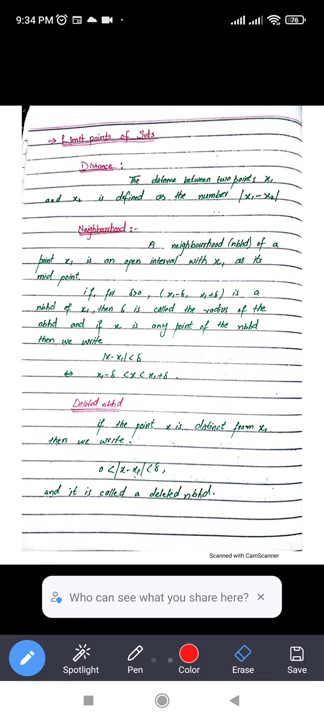 9:34 PM
76
→ Limit points of Sets
Distance :
The distance between two points x₁
and x₂ is defined as the number |x₁-x₂|
Neighbourhood :-
A neighbourhood (nbhd) of a
point x₁ is an open interval with x₁ as its
mid point.
if, for δ>0, (x₁-δ, x₁+δ) is a
nbhd of x₁, then δ is called the radius of the
nbhd and if x is any point of the nbhd
then we write
|x-x₁|<δ
⇔ x₁-δ < x < x₁+δ .
Deleted nbhd
if the point x is distinct from x₁
then we write.
0<|x-x₁|<δ,
and it is called a deleted nbhd.
Scanned with CamScanner
Who can see what you share here? ×
Spotlight
Pen
Color
Erase
Save